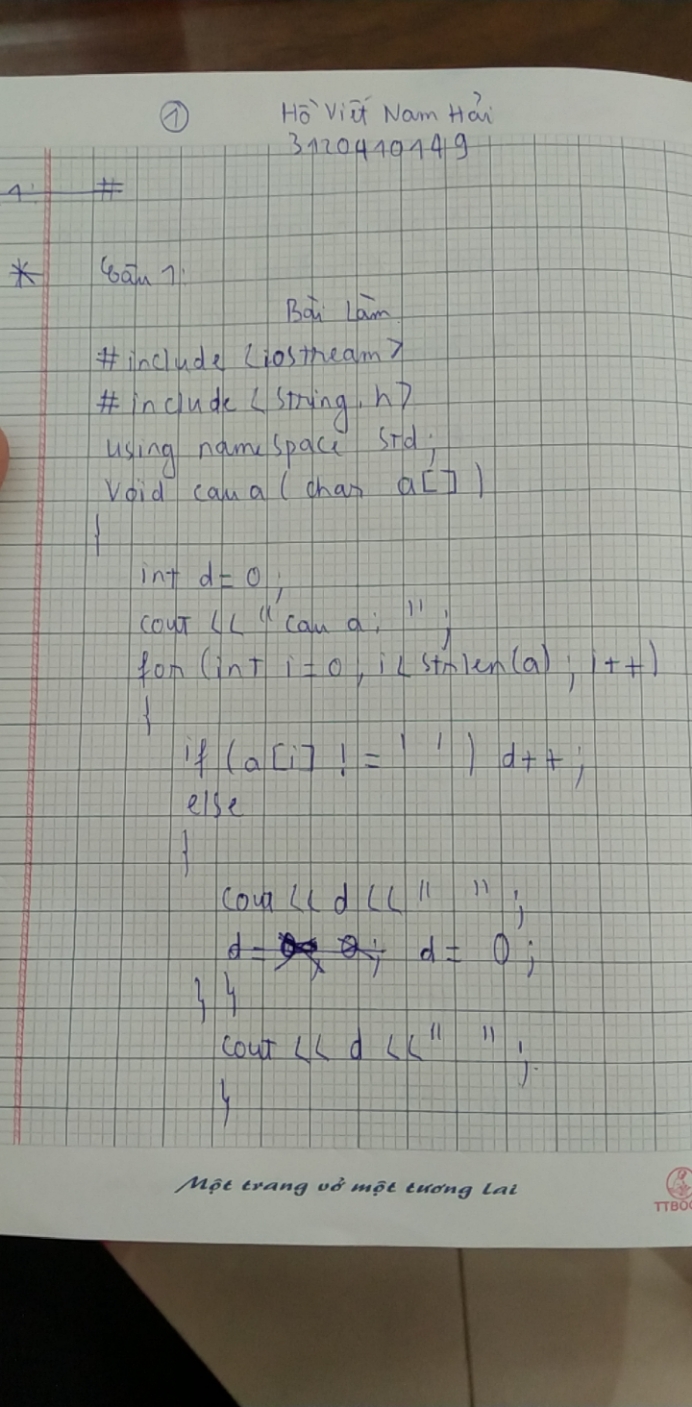 1 Hồ Viết Nam Hải
3120410149
1: #
* Câu 1:
Bài Làm
#include <iostream>
#include <string.h>
using namespace std;
void cau a( char a[] )
{
int d= 0;
cout << " cau a: " ;
for (int i=0, i< strlen(a) ; i++)
{
if (a[i] != ' ' ) d++;
else
{
cout << d << " " ;
d= d= 0;
} }
cout << d << " " ;
}
Một trang vở một tương lai